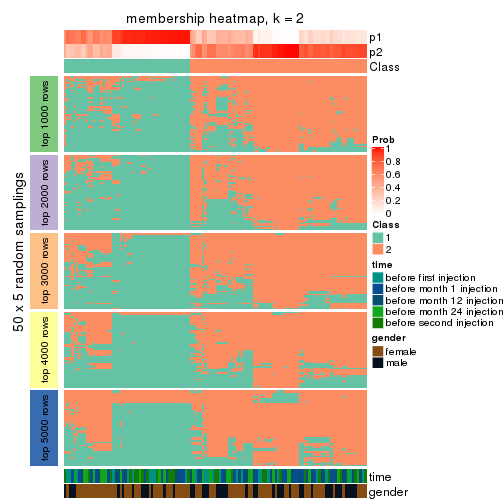 membership heatmap, k = 2
p1
p2
Class
50 x 5 random samplings
top 1000 rows
top 2000 rows
top 3000 rows
top 4000 rows
top 5000 rows
time
gender
Prob
1
0.8
0.6
0.4
0.2
0
Class
1
2
time
before first injection
before month 1 injection
before month 12 injection
before month 24 injection
before second injection
gender
female
male